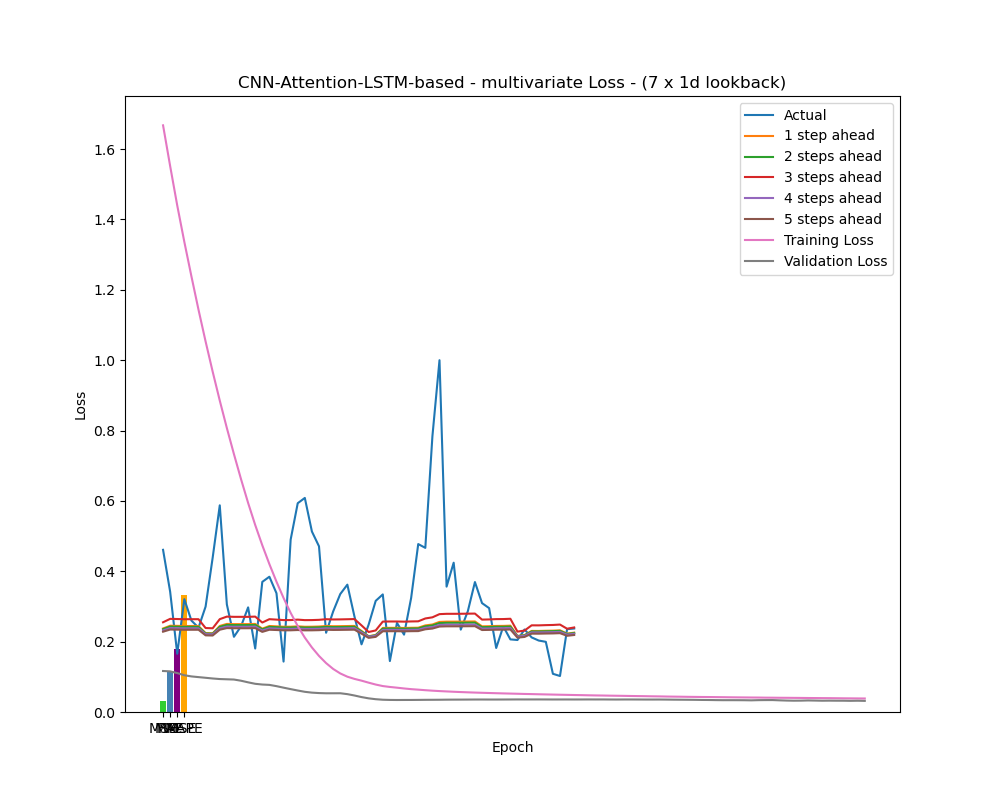 CNN-Attention-LSTM-based - multivariate Loss - (7 x 1d lookback)
Actual
1 step ahead
2 steps ahead
3 steps ahead
4 steps ahead
5 steps ahead
Training Loss
Validation Loss
1.6
1.4
1.2
1.0
0.8
0.6
0.4
0.2
0.0
Loss
Epoch